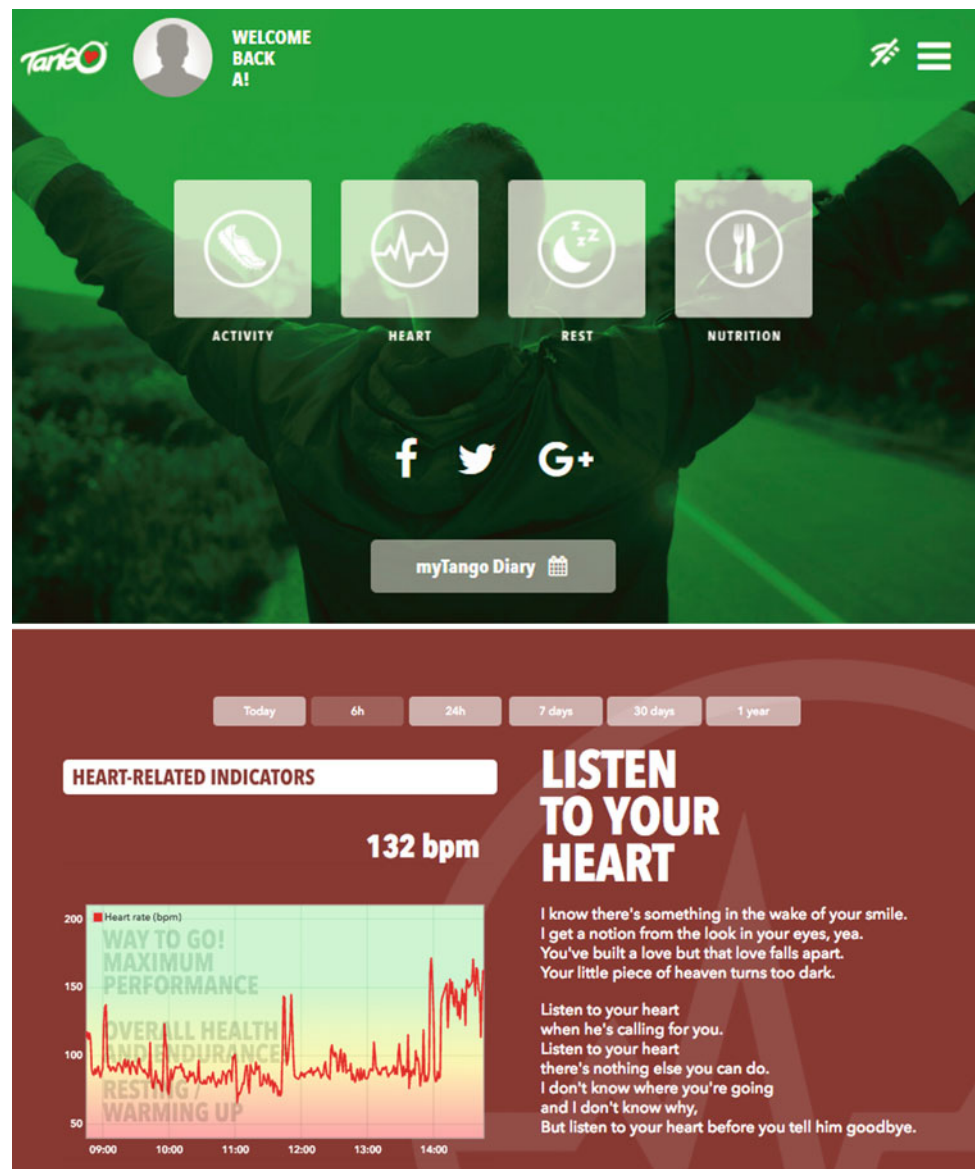 TanGO
WELCOME
BACK
A!
ACTIVITY
HEART
REST
NUTRITION
f
G+
myTango Diary
Today
6h
24h
7 days
30 days
1 year
HEART-RELATED INDICATORS
132 bpm
200
150
100
50
Heart rate (bpm)
WAY TO GO!
MAXIMUM
PERFORMANCE
OVERALL HEALTH
AND ENDURANCE
RESTING /
WARMING UP
09:00
10:00
11:00
12:00
13:00
14:00
LISTEN
TO YOUR
HEART
I know there's something in the wake of your smile.
I get a notion from the look in your eyes, yea.
You've built a love but that love falls apart.
Your little piece of heaven turns too dark.
Listen to your heart
when he's calling for you.
Listen to your heart
there's nothing else you can do.
I don't know where you're going
and I don't know why,
But listen to your heart before you tell him goodbye.